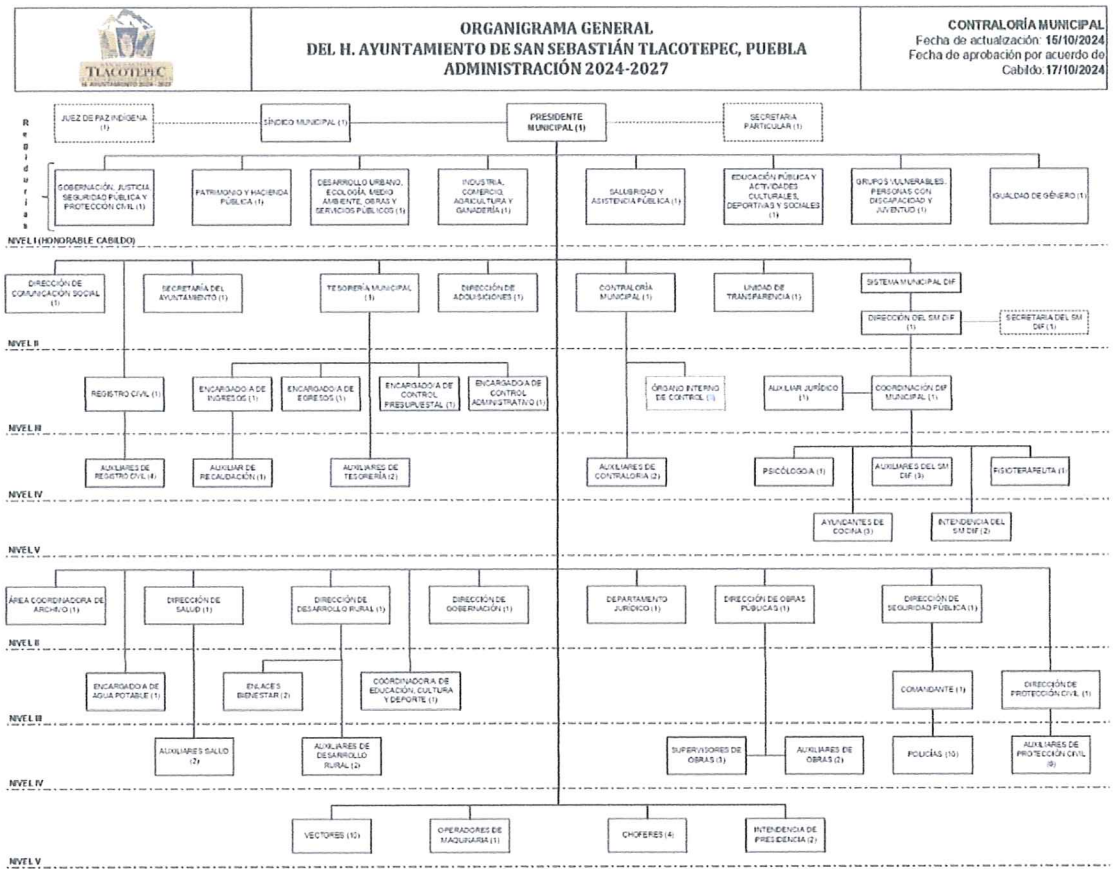 TLACOTEPEC
H. AYUNTAMIENTO 2024 - 2027
ORGANIGRAMA GENERAL
DEL H. AYUNTAMIENTO DE SAN SEBASTIÁN TLACOTEPEC, PUEBLA
ADMINISTRACIÓN 2024-2027
CONTRALORÍA MUNICIPAL
Fecha de actualización: 15/10/2024
Fecha de aprobación por acuerdo de
Cabildo: 17/10/2024
Regidurías
JUEZ DE PAZ INDÍGENA
(1)
SÍNDICO MUNICIPAL (1)
PRESIDENTE
MUNICIPAL (1)
SECRETARIA
PARTICULAR (1)
GOBERNACIÓN, JUSTICIA,
SEGURIDAD PÚBLICA Y
PROTECCIÓN CIVIL (1)
PATRIMONIO Y HACIENDA
PÚBLICA (1)
DESARROLLO URBANO,
ECOLOGÍA, MEDIO
AMBIENTE, OBRAS Y
SERVICIOS PÚBLICOS (1)
INDUSTRIA,
COMERCIO,
AGRICULTURA Y
GANADERÍA (1)
SALUBRIDAD Y
ASISTENCIA PÚBLICA (1)
EDUCACIÓN PÚBLICA Y
ACTIVIDADES
CULTURALES,
DEPORTIVAS Y SOCIALES
(1)
GRUPOS VULNERABLES,
PERSONAS CON
DISCAPACIDAD Y
JUVENTUD (1)
IGUALDAD DE GÉNERO (1)
NIVEL I (HONORABLE CABILDO)
DIRECCIÓN DE
COMUNICACIÓN SOCIAL
(1)
SECRETARÍA DEL
AYUNTAMIENTO (1)
TESORERÍA MUNICIPAL
(1)
DIRECCIÓN DE
ADQUISICIONES (1)
CONTRALORÍA
MUNICIPAL (1)
UNIDAD DE
TRANSPARENCIA (1)
SISTEMA MUNICIPAL DIF
DIRECCIÓN DEL SM DIF
(1)
SECRETARIA DEL SM
DIF (1)
NIVEL II
REGISTRO CIVIL (1)
ENCARGADO/A DE
INGRESOS (1)
ENCARGADO/A DE
EGRESOS (1)
ENCARGADO/A DE
CONTROL
PRESUPUESTAL (1)
ENCARGADO/A DE
CONTROL
ADMINISTRATIVO (1)
ÓRGANO INTERNO
DE CONTROL
AUXILIAR JURÍDICO
(1)
COORDINACIÓN DIF
MUNICIPAL (1)
NIVEL III
AUXILIARES DE
REGISTRO CIVIL (4)
AUXILIAR DE
RECAUDACIÓN (1)
AUXILIARES DE
TESORERÍA (2)
AUXILIARES DE
CONTRALORÍA (2)
PSICÓLOGO/A (1)
AUXILIARES DEL SM
DIF (3)
FISIOTERAPEUTA (1)
NIVEL IV
AYUNDANTES DE
COCINA (3)
INTENDENCIA DEL
SM DIF (2)
NIVEL V
ÁREA COORDINADORA DE
ARCHIVO (1)
DIRECCIÓN DE
SALUD (1)
DIRECCIÓN DE
DESARROLLO RURAL (1)
DIRECCIÓN DE
GOBERNACIÓN (1)
DEPARTAMENTO
JURÍDICO (1)
DIRECCIÓN DE OBRAS
PÚBLICAS (1)
DIRECCIÓN DE
SEGURIDAD PÚBLICA (1)
NIVEL II
ENCARGADO/A DE
AGUA POTABLE (1)
ENLACES
BIENESTAR (2)
COORDINADOR/A DE
EDUCACIÓN, CULTURA
Y DEPORTE (1)
COMANDANTE (1)
DIRECCIÓN DE
PROTECCIÓN CIVIL (1)
NIVEL III
AUXILIARES SALUD
(2)
AUXILIARES DE
DESARROLLO
RURAL (2)
SUPERVISORES DE
OBRAS (3)
AUXILIARES DE
OBRAS (2)
POLICÍAS (10)
AUXILIARES DE
PROTECCIÓN CIVIL
NIVEL IV
VECTORES (10)
OPERADORES DE
MAQUINARIA
(1)
CHOFERES (4)
INTENDENCIA DE
PRESIDENCIA (2)
NIVEL V